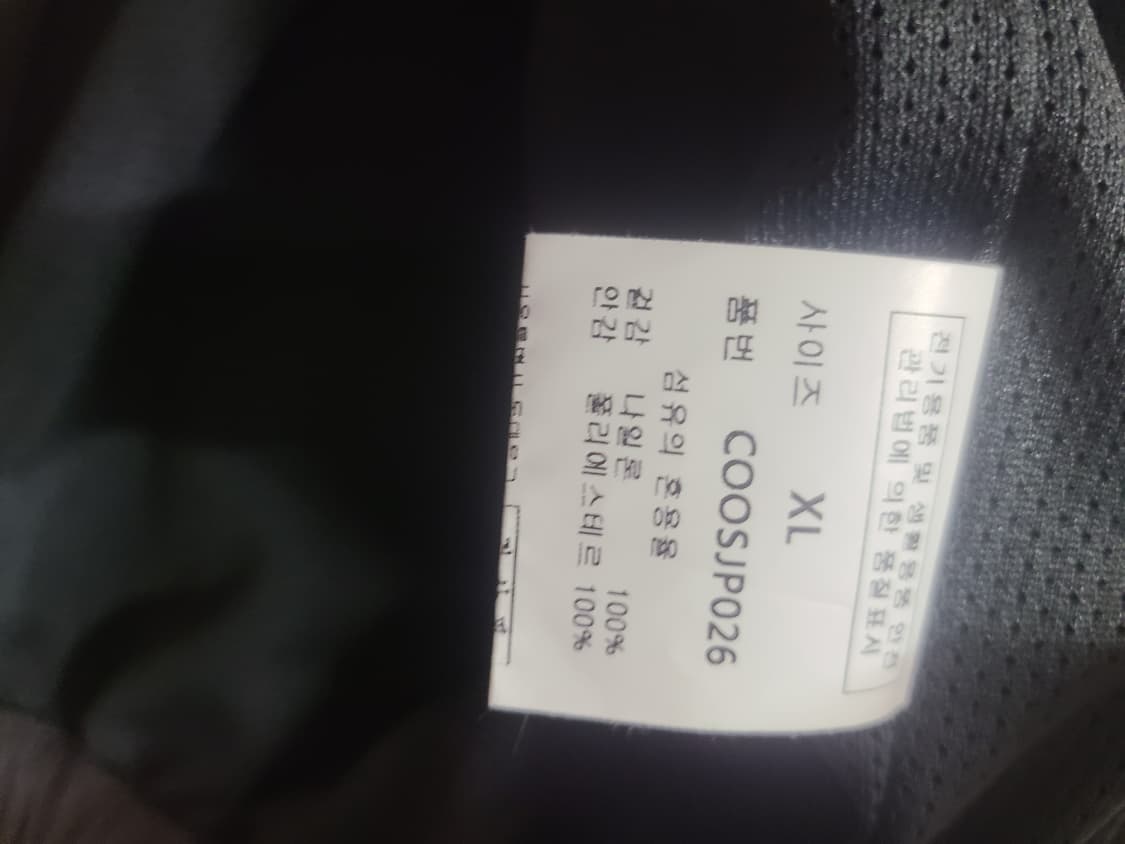 전기용품 및 생활용품 안전
관리법에 의한 품질표시
사이즈 XL
품번 COOSJP026
섬유의 혼용율
겉감 나일론 100%
안감 폴리에스테르 100%